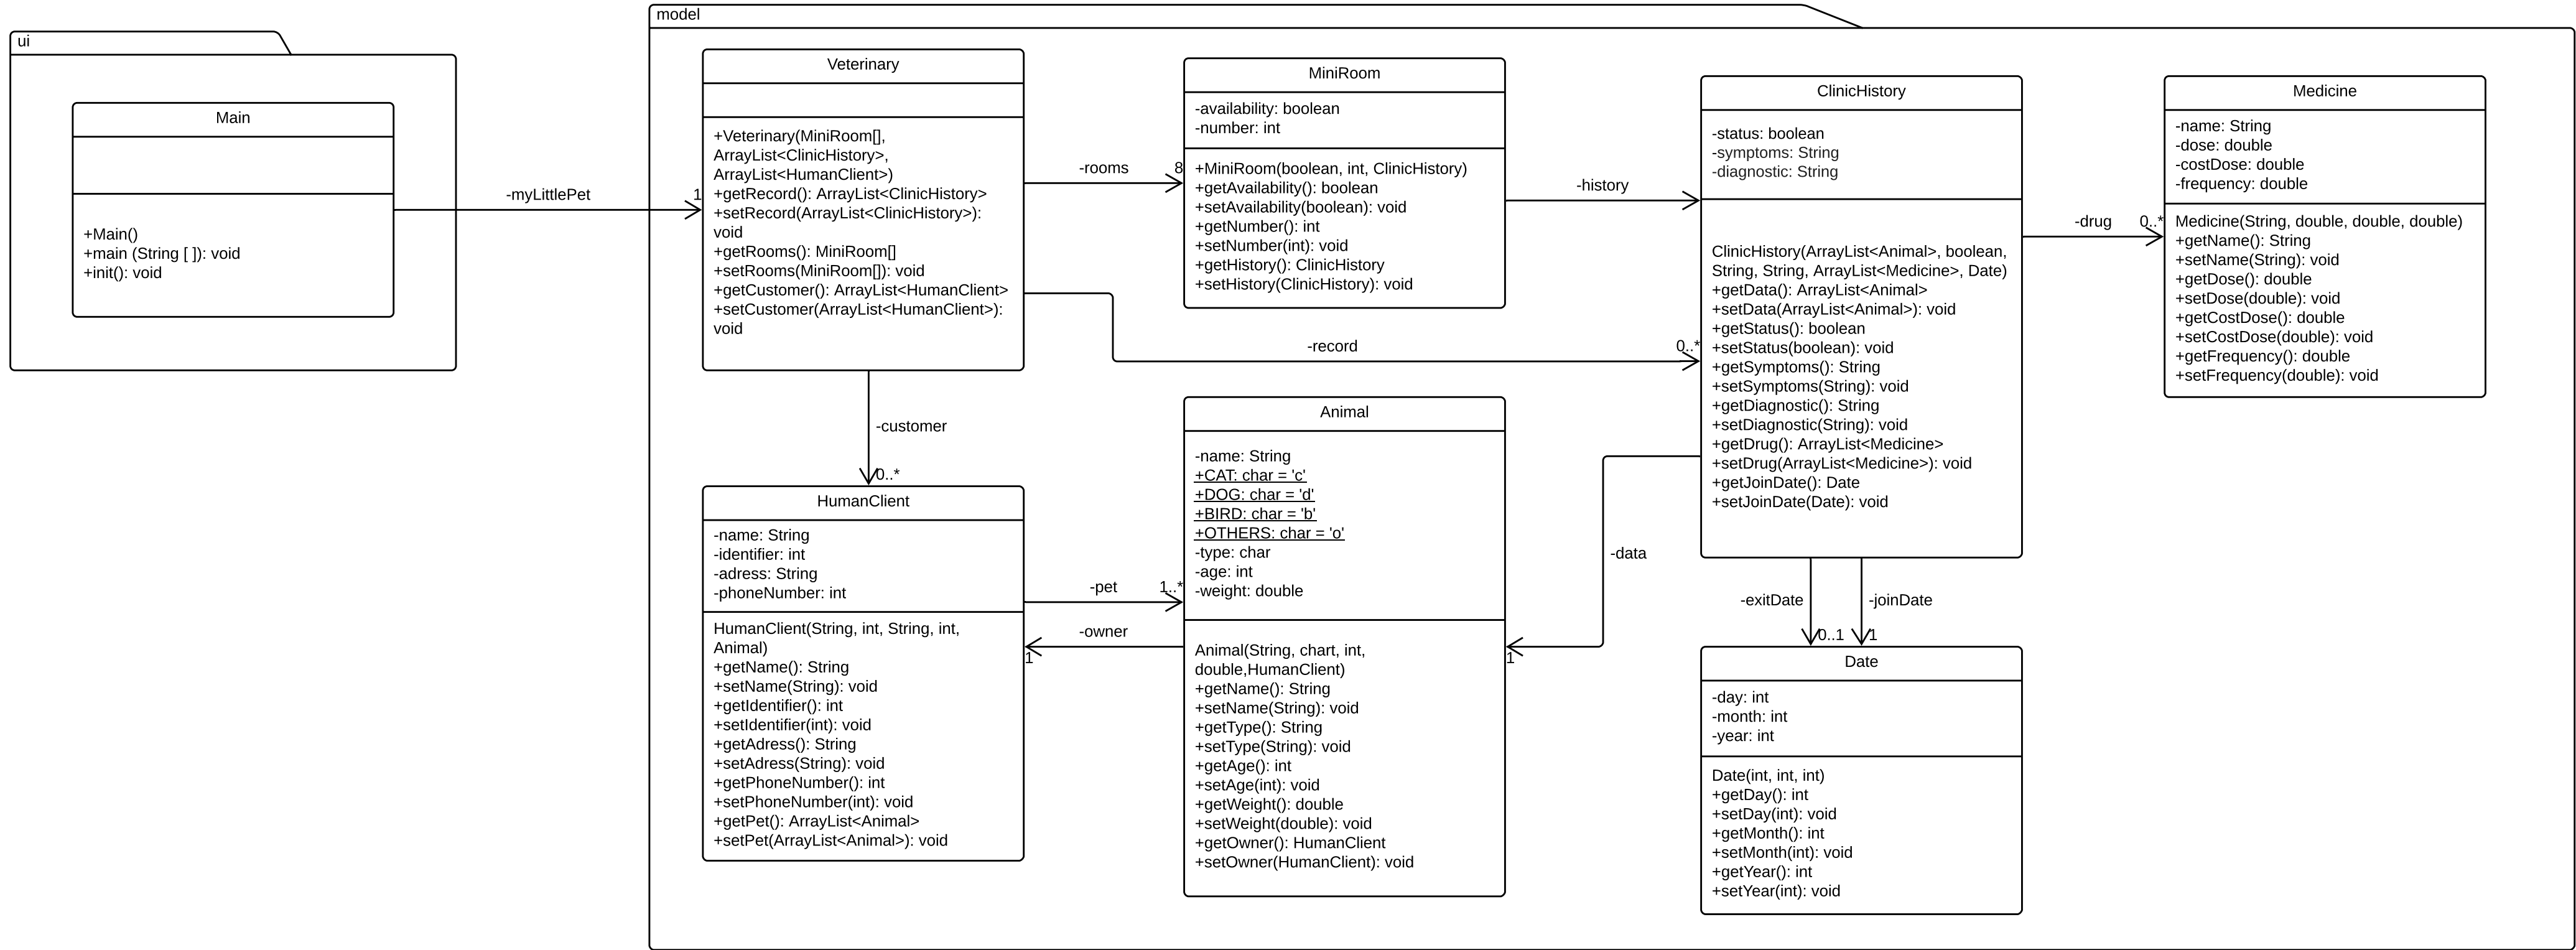 ui
Main
+Main()
+main (String [ ]): void
+init(): void
-myLittlePet
1
model
Veterinary
+Veterinary(MiniRoom[],
ArrayList<ClinicHistory>,
ArrayList<HumanClient>)
+getRecord(): ArrayList<ClinicHistory>
+setRecord(ArrayList<ClinicHistory>):
void
+getRooms(): MiniRoom[]
+setRooms(MiniRoom[]): void
+getCustomer(): ArrayList<HumanClient>
+setCustomer(ArrayList<HumanClient>):
void
-rooms
8
MiniRoom
-availability: boolean
-number: int
+MiniRoom(boolean, int, ClinicHistory)
+getAvailability(): boolean
+setAvailability(boolean): void
+getNumber(): int
+setNumber(int): void
+getHistory(): ClinicHistory
+setHistory(ClinicHistory): void
-history
-record
0..*
ClinicHistory
-status: boolean
-symptoms: String
-diagnostic: String
ClinicHistory(ArrayList<Animal>, boolean,
String, String, ArrayList<Medicine>, Date)
+getData(): ArrayList<Animal>
+setData(ArrayList<Animal>): void
+getStatus(): boolean
+setStatus(boolean): void
+getSymptoms(): String
+setSymptoms(String): void
+getDiagnostic(): String
+setDiagnostic(String): void
+getDrug(): ArrayList<Medicine>
+setDrug(ArrayList<Medicine>): void
+getJoinDate(): Date
+setJoinDate(Date): void
-drug
0..*
Medicine
-name: String
-dose: double
-costDose: double
-frequency: double
Medicine(String, double, double, double)
+getName(): String
+setName(String): void
+getDose(): double
+setDose(double): void
+getCostDose(): double
+setCostDose(double): void
+getFrequency(): double
+setFrequency(double): void
-customer
0..*
HumanClient
-name: String
-identifier: int
-adress: String
-phoneNumber: int
HumanClient(String, int, String, int,
Animal)
+getName(): String
+setName(String): void
+getIdentifier(): int
+setIdentifier(int): void
+getAdress(): String
+setAdress(String): void
+getPhoneNumber(): int
+setPhoneNumber(int): void
+getPet(): ArrayList<Animal>
+setPet(ArrayList<Animal>): void
-pet
1..*
-owner
1
Animal
-name: String
+CAT: char = 'c'
+DOG: char = 'd'
+BIRD: char = 'b'
+OTHERS: char = 'o'
-type: char
-age: int
-weight: double
Animal(String, chart, int,
double,HumanClient)
+getName(): String
+setName(String): void
+getType(): String
+setType(String): void
+getAge(): int
+setAge(int): void
+getWeight(): double
+setWeight(double): void
+getOwner(): HumanClient
+setOwner(HumanClient): void
-data
1
-exitDate
0..1
-joinDate
1
Date
-day: int
-month: int
-year: int
Date(int, int, int)
+getDay(): int
+setDay(int): void
+getMonth(): int
+setMonth(int): void
+getYear(): int
+setYear(int): void